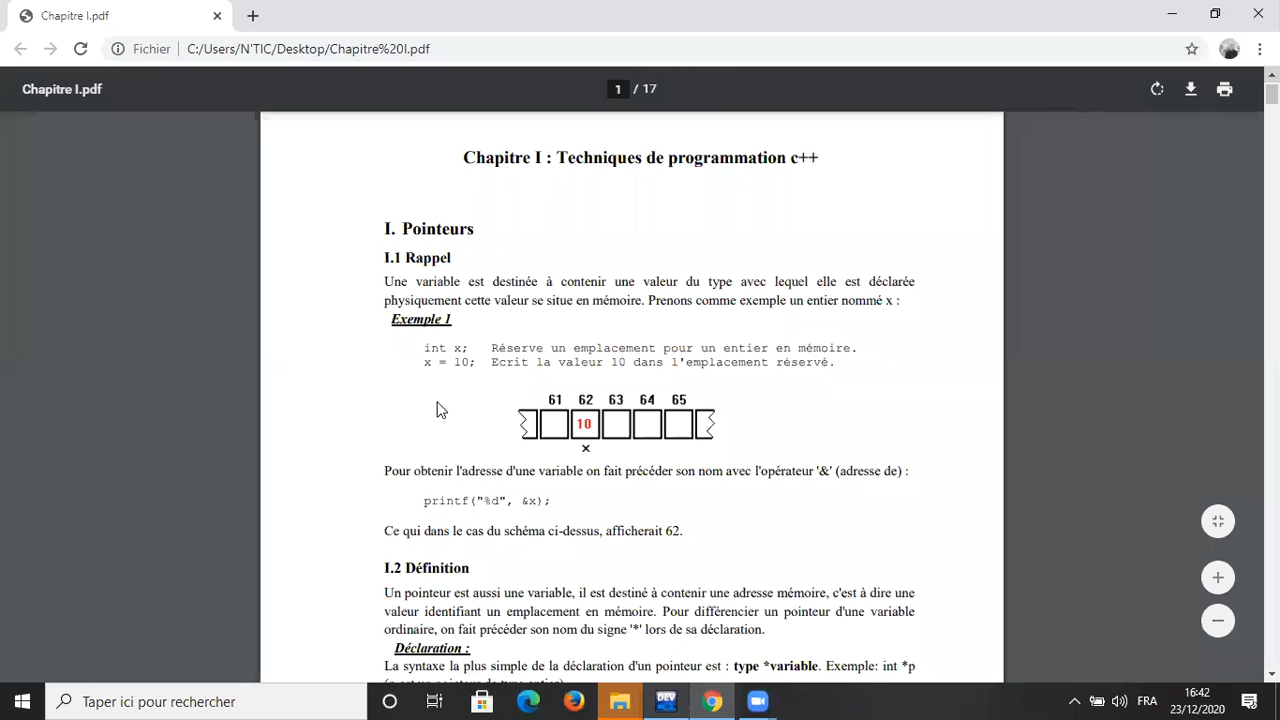 Chapitre I.pdf
Fichier C:/Users/N'TIC/Desktop/Chapitre%20I.pdf
Chapitre I.pdf
1 / 17
Chapitre I : Techniques de programmation c++
I. Pointeurs
I.1 Rappel
Une variable est destinée à contenir une valeur du type avec lequel elle est déclarée
physiquement cette valeur se situe en mémoire. Prenons comme exemple un entier nommé x :
Exemple 1
int x; Réserve un emplacement pour un entier en mémoire.
x = 10; Ecrit la valeur 10 dans l'emplacement réservé.
61 62 63 64 65
10
x
Pour obtenir l'adresse d'une variable on fait précéder son nom avec l'opérateur '&' (adresse de) :
printf("%d", &x);
Ce qui dans le cas du schéma ci-dessus, afficherait 62.
I.2 Définition
Un pointeur est aussi une variable, il est destiné à contenir une adresse mémoire, c'est à dire une
valeur identifiant un emplacement en mémoire. Pour différencier un pointeur d'une variable
ordinaire, on fait précéder son nom du signe '*' lors de sa déclaration.
Déclaration :
La syntaxe la plus simple de la déclaration d'un pointeur est : type *variable. Exemple: int *p
Taper ici pour rechercher
DEV
FRA
16:42
23/12/2020